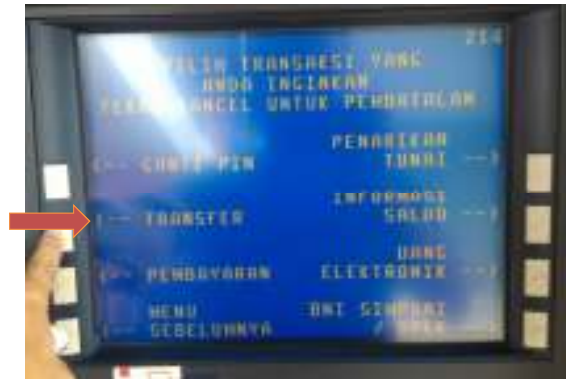 214
PILIH TRANSAKSI YANG
ANDA INGINKAN
TEKAN CANCEL UNTUK PEMBATALAN
<-- GANTI PIN
PENARIKAN
TUNAI -->
<-- TRANSFER
INFORMASI
SALDO -->
<-- PEMBAYARAN
UANG
ELEKTRONIK -->
MENU
<-- SEBELUMNYA
BNI